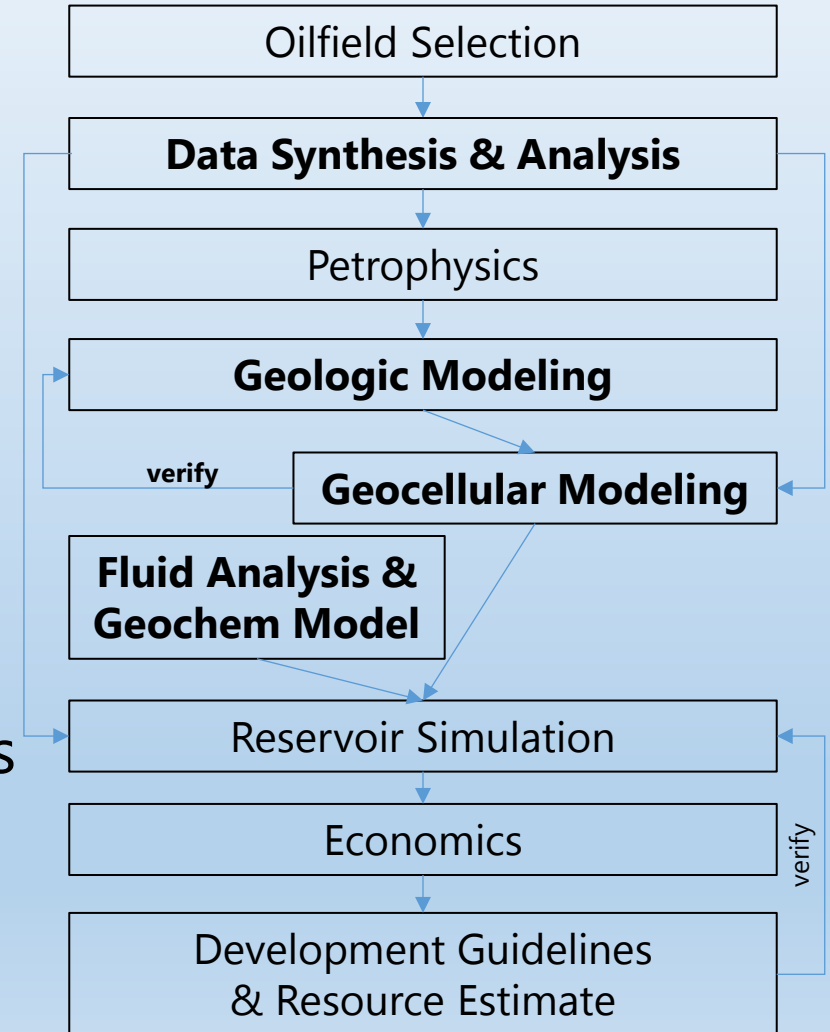 Oilfield Selection
Data Synthesis & Analysis
Petrophysics
Geologic Modeling
verify
Geocellular Modeling
Fluid Analysis &
Geochem Model
s
Reservoir Simulation
Economics
verify
Development Guidelines
& Resource Estimate